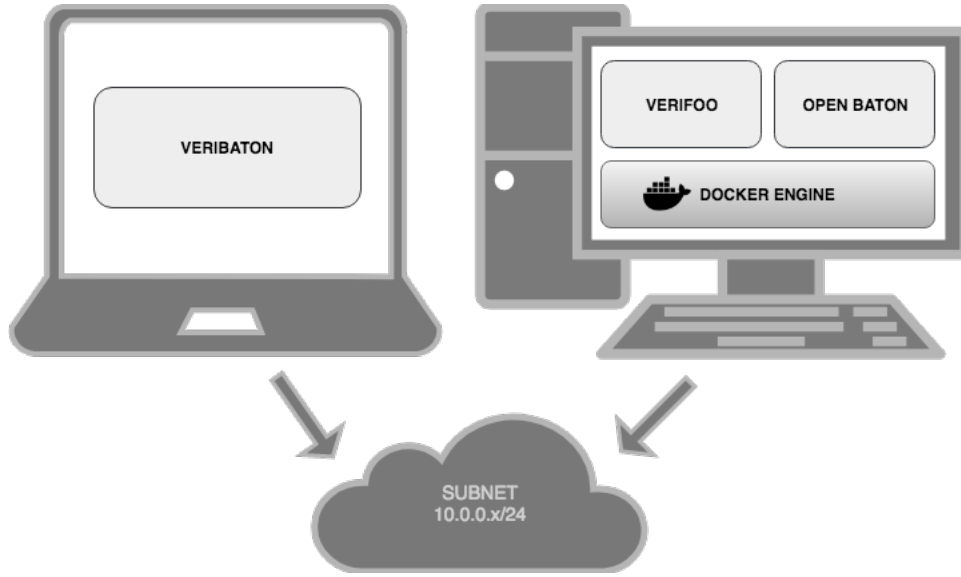 VERIBATON
VERIFOO
OPEN BATON
DOCKER ENGINE
SUBNET
10.0.0.x/24